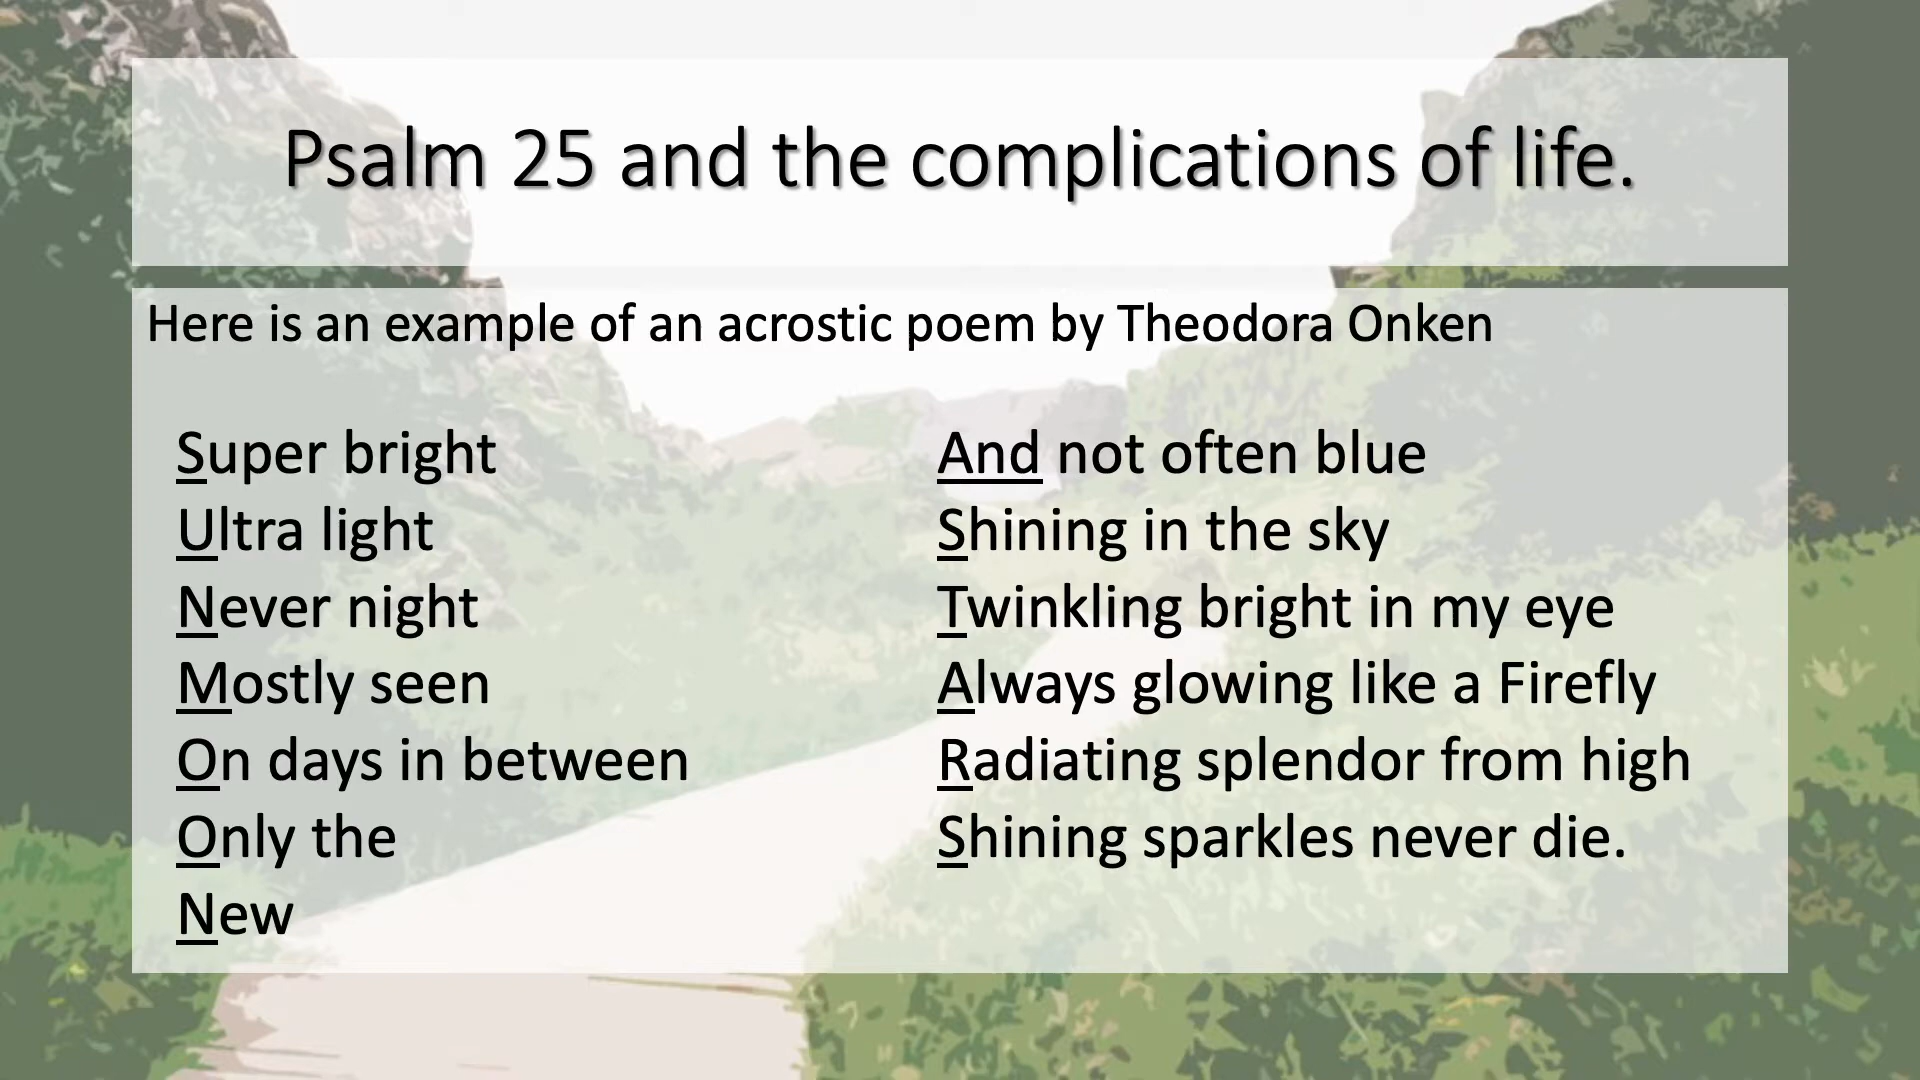 Psalm 25 and the complications of life.
Here is an example of an acrostic poem by Theodora Onken
Super bright
Ultra light
Never night
Mostly seen
On days in between
Only the
New
And not often blue
Shining in the sky
Twinkling bright in my eye
Always glowing like a Firefly
Radiating splendor from high
Shining sparkles never die.